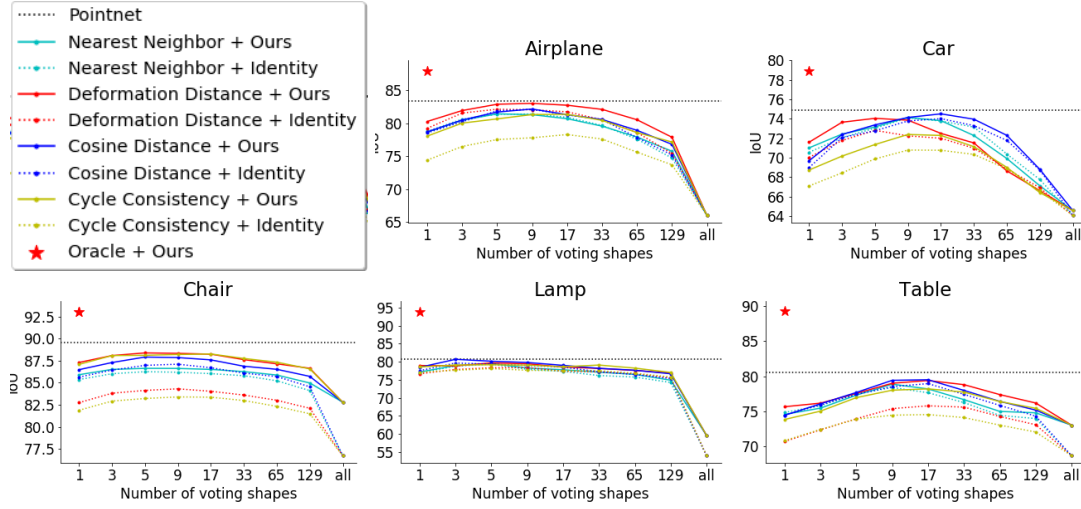 Pointnet
Nearest Neighbor + Ours
Nearest Neighbor + Identity
Deformation Distance + Ours
Deformation Distance + Identity
Cosine Distance + Ours
Cosine Distance + Identity
Cycle Consistency + Ours
Cycle Consistency + Identity
Oracle + Ours
Airplane
85
80
75
70
65
IoU
1 3 5 9 17 33 65 129 all
Number of voting shapes
Car
80
78
76
74
72
70
68
66
64
IoU
1 3 5 9 17 33 65 129 all
Number of voting shapes
Chair
92.5
90.0
87.5
85.0
82.5
80.0
77.5
IoU
1 3 5 9 17 33 65 129 all
Number of voting shapes
Lamp
95
90
85
80
75
70
65
60
55
IoU
1 3 5 9 17 33 65 129 all
Number of voting shapes
Table
90
85
80
75
70
IoU
1 3 5 9 17 33 65 129 all
Number of voting shapes